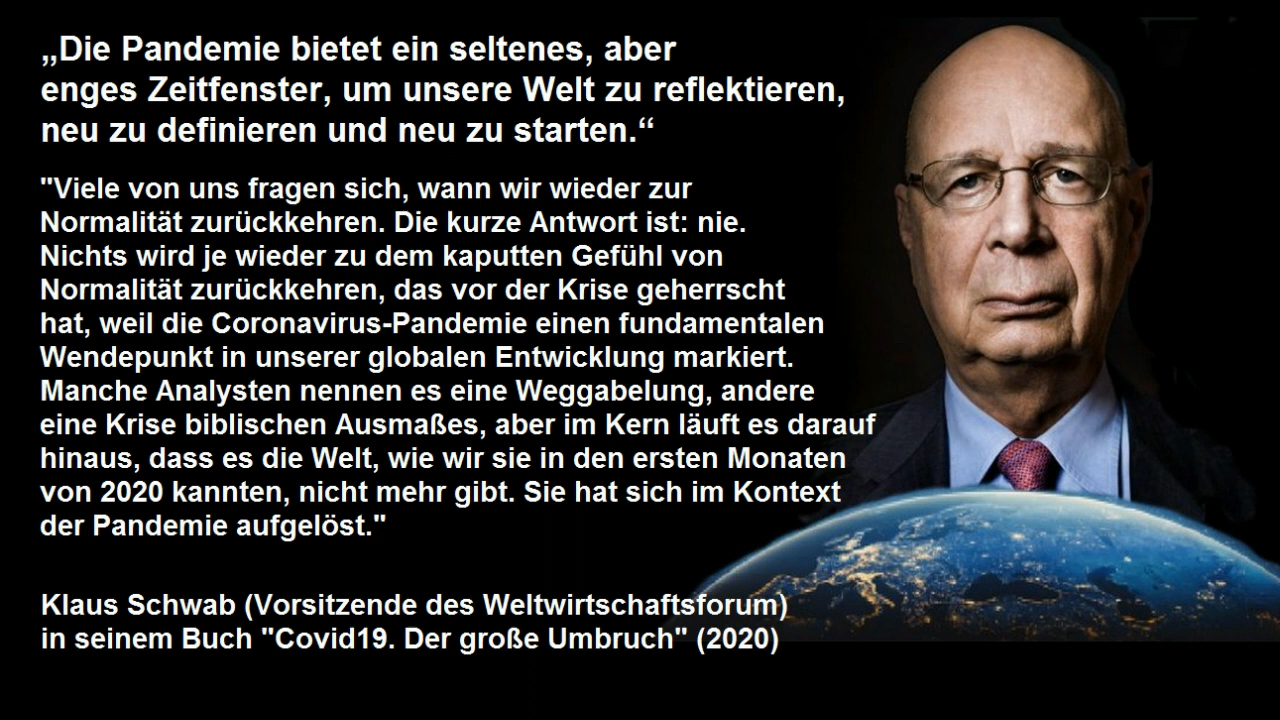 „Die Pandemie bietet ein seltenes, aber
enges Zeitfenster, um unsere Welt zu reflektieren,
neu zu definieren und neu zu starten.“
"Viele von uns fragen sich, wann wir wieder zur
Normalität zurückkehren. Die kurze Antwort ist: nie.
Nichts wird je wieder zu dem kaputten Gefühl von
Normalität zurückkehren, das vor der Krise geherrscht
hat, weil die Coronavirus-Pandemie einen fundamentalen
Wendepunkt in unserer globalen Entwicklung markiert.
Manche Analysten nennen es eine Weggabelung, andere
eine Krise biblischen Ausmaßes, aber im Kern läuft es darauf
hinaus, dass es die Welt, wie wir sie in den ersten Monaten
von 2020 kannten, nicht mehr gibt. Sie hat sich im Kontext
der Pandemie aufgelöst."
Klaus Schwab (Vorsitzende des Weltwirtschaftsforum)
in seinem Buch "Covid19. Der große Umbruch" (2020)